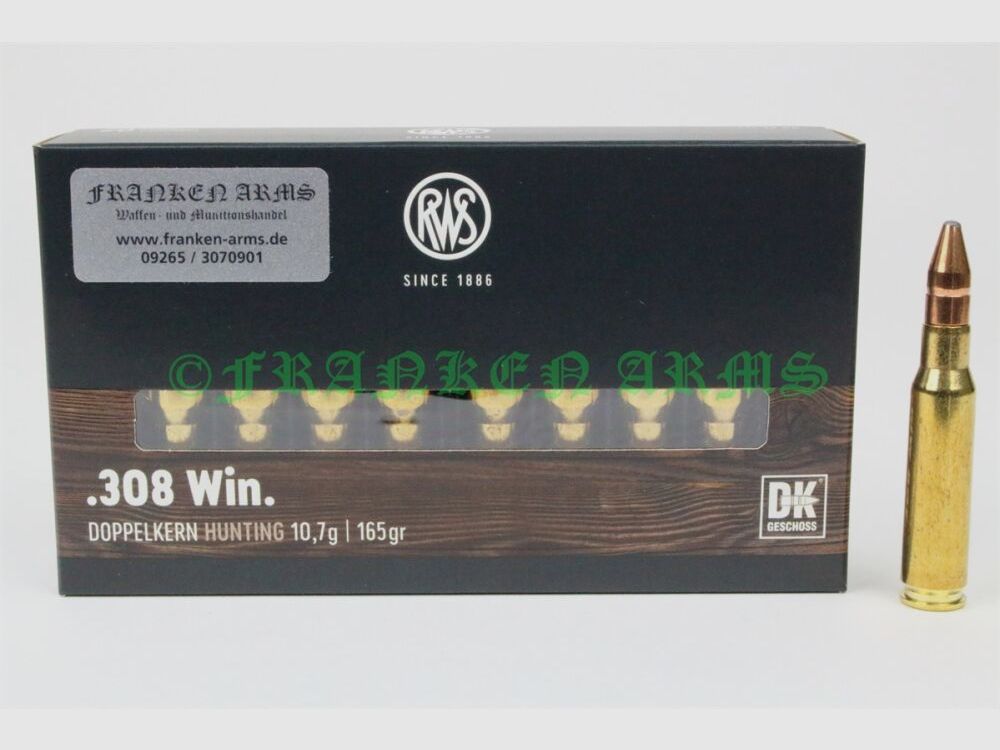 FRANKEN ARMS
Waffen- und Munitionshandel
www.franken-arms.de
09265 / 3070901
RWS
SINCE 1886
©FRANKEN ARMS
.308 Win.
DOPPELKERN HUNTING 10,7g | 165gr
DK
GESCHOSS